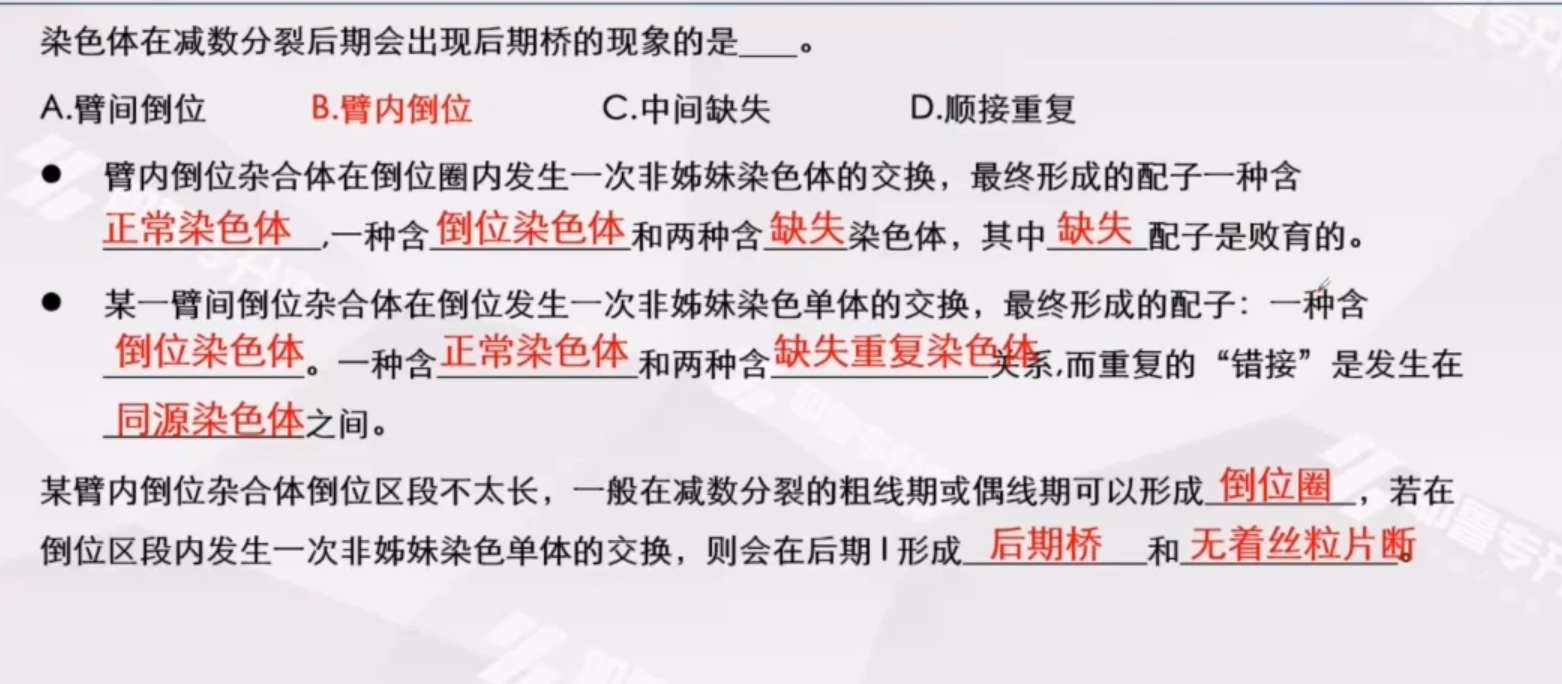 染色体在减数分裂后期会出现后期桥的现象的是____。
A.臂间倒位 B.臂内倒位 C.中间缺失 D.顺接重复
● 臂内倒位杂合体在倒位圈内发生一次非姊妹染色体的交换，最终形成的配子一种含
正常染色体,一种含倒位染色体和两种含缺失染色体，其中缺失配子是败育的。
● 某一臂间倒位杂合体在倒位发生一次非姊妹染色单体的交换，最终形成的配子：一种含
倒位染色体。一种含正常染色体和两种含缺失重复染色体关系,而重复的“错接”是发生在
同源染色体之间。
某臂内倒位杂合体倒位区段不太长，一般在减数分裂的粗线期或偶线期可以形成倒位圈，若在
倒位区段内发生一次非姊妹染色单体的交换，则会在后期Ⅰ形成后期桥和无着丝粒片断。